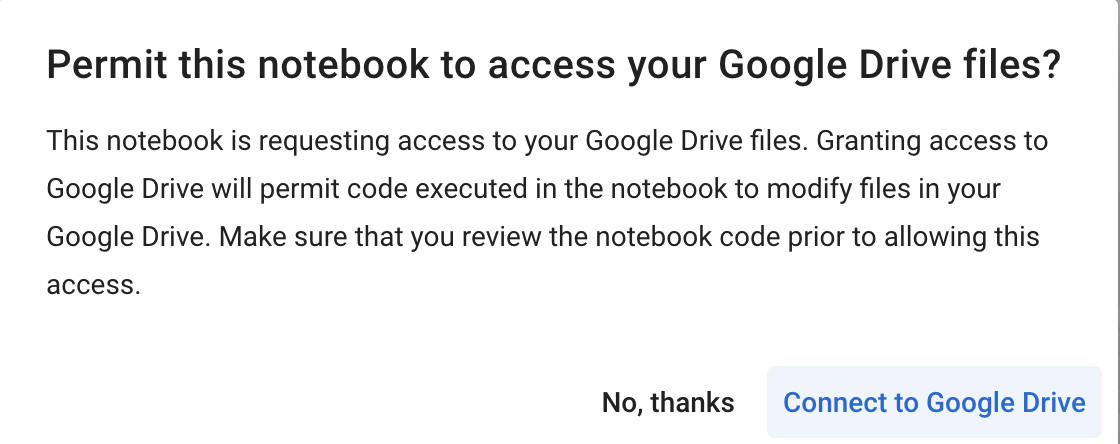 Permit this notebook to access your Google Drive files?
This notebook is requesting access to your Google Drive files. Granting access to
Google Drive will permit code executed in the notebook to modify files in your
Google Drive. Make sure that you review the notebook code prior to allowing this
access.
No, thanks
Connect to Google Drive